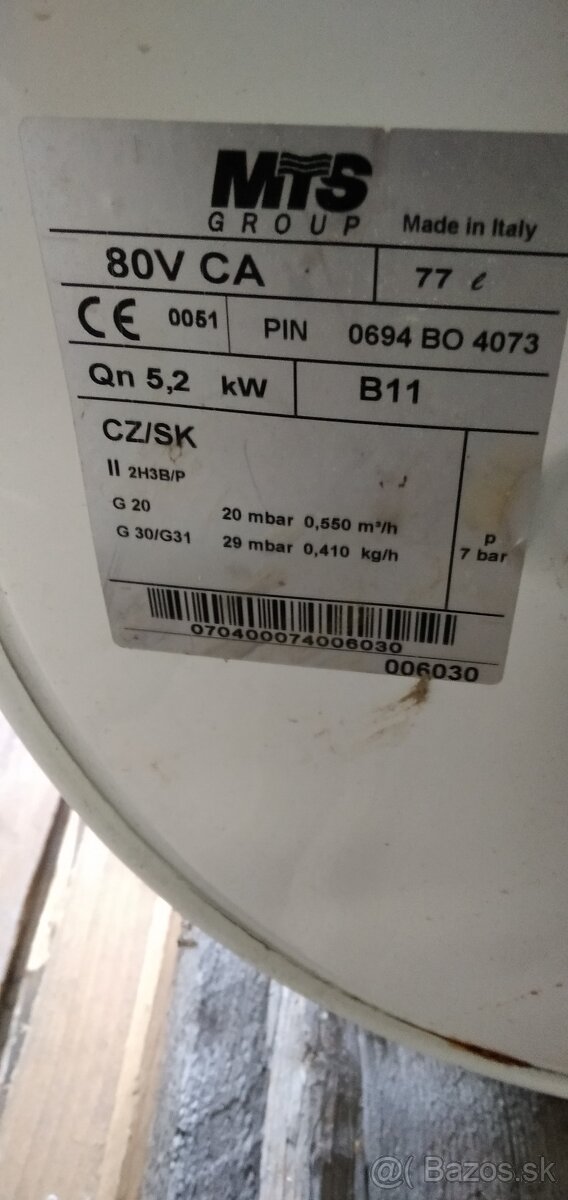 MTS
GROUP Made in Italy
80V CA 77 ℓ
CE 0051 PIN 0694 BO 4073
Qn 5,2 kW B11
CZ/SK
II 2H3B/P
G 20 20 mbar 0,550 m³/h
G 30/G31 29 mbar 0,410 kg/h
p
7 bar
070400074006030
006030
@( Bazos.sk